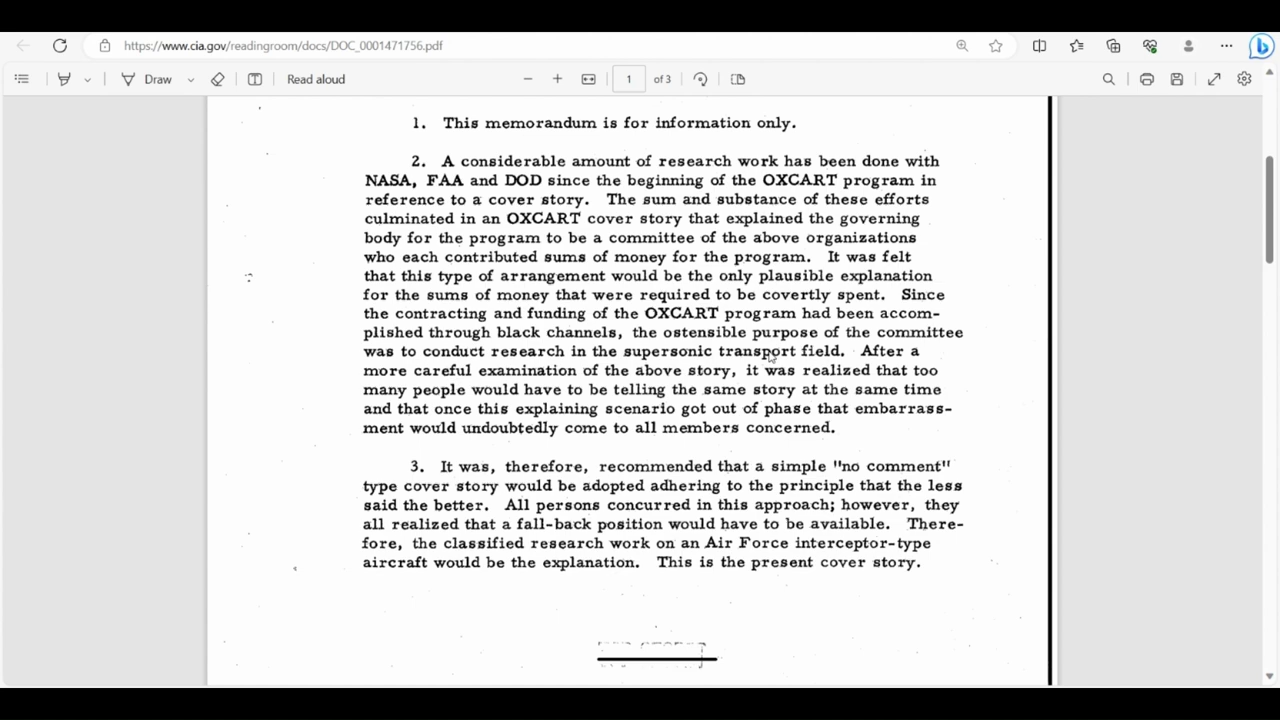 https://www.cia.gov/readingroom/docs/DOC_0001471756.pdf
Draw
Read aloud
1
of 3
1. This memorandum is for information only.
2. A considerable amount of research work has been done with
NASA, FAA and DOD since the beginning of the OXCART program in
reference to a cover story. The sum and substance of these efforts
culminated in an OXCART cover story that explained the governing
body for the program to be a committee of the above organizations
who each contributed sums of money for the program. It was felt
that this type of arrangement would be the only plausible explanation
for the sums of money that were required to be covertly spent. Since
the contracting and funding of the OXCART program had been accom-
plished through black channels, the ostensible purpose of the committee
was to conduct research in the supersonic transport field. After a
more careful examination of the above story, it was realized that too
many people would have to be telling the same story at the same time
and that once this explaining scenario got out of phase that embarrass-
ment would undoubtedly come to all members concerned.
3. It was, therefore, recommended that a simple "no comment"
type cover story would be adopted adhering to the principle that the less
said the better. All persons concurred in this approach; however, they
all realized that a fall-back position would have to be available. There-
fore, the classified research work on an Air Force interceptor-type
aircraft would be the explanation. This is the present cover story.